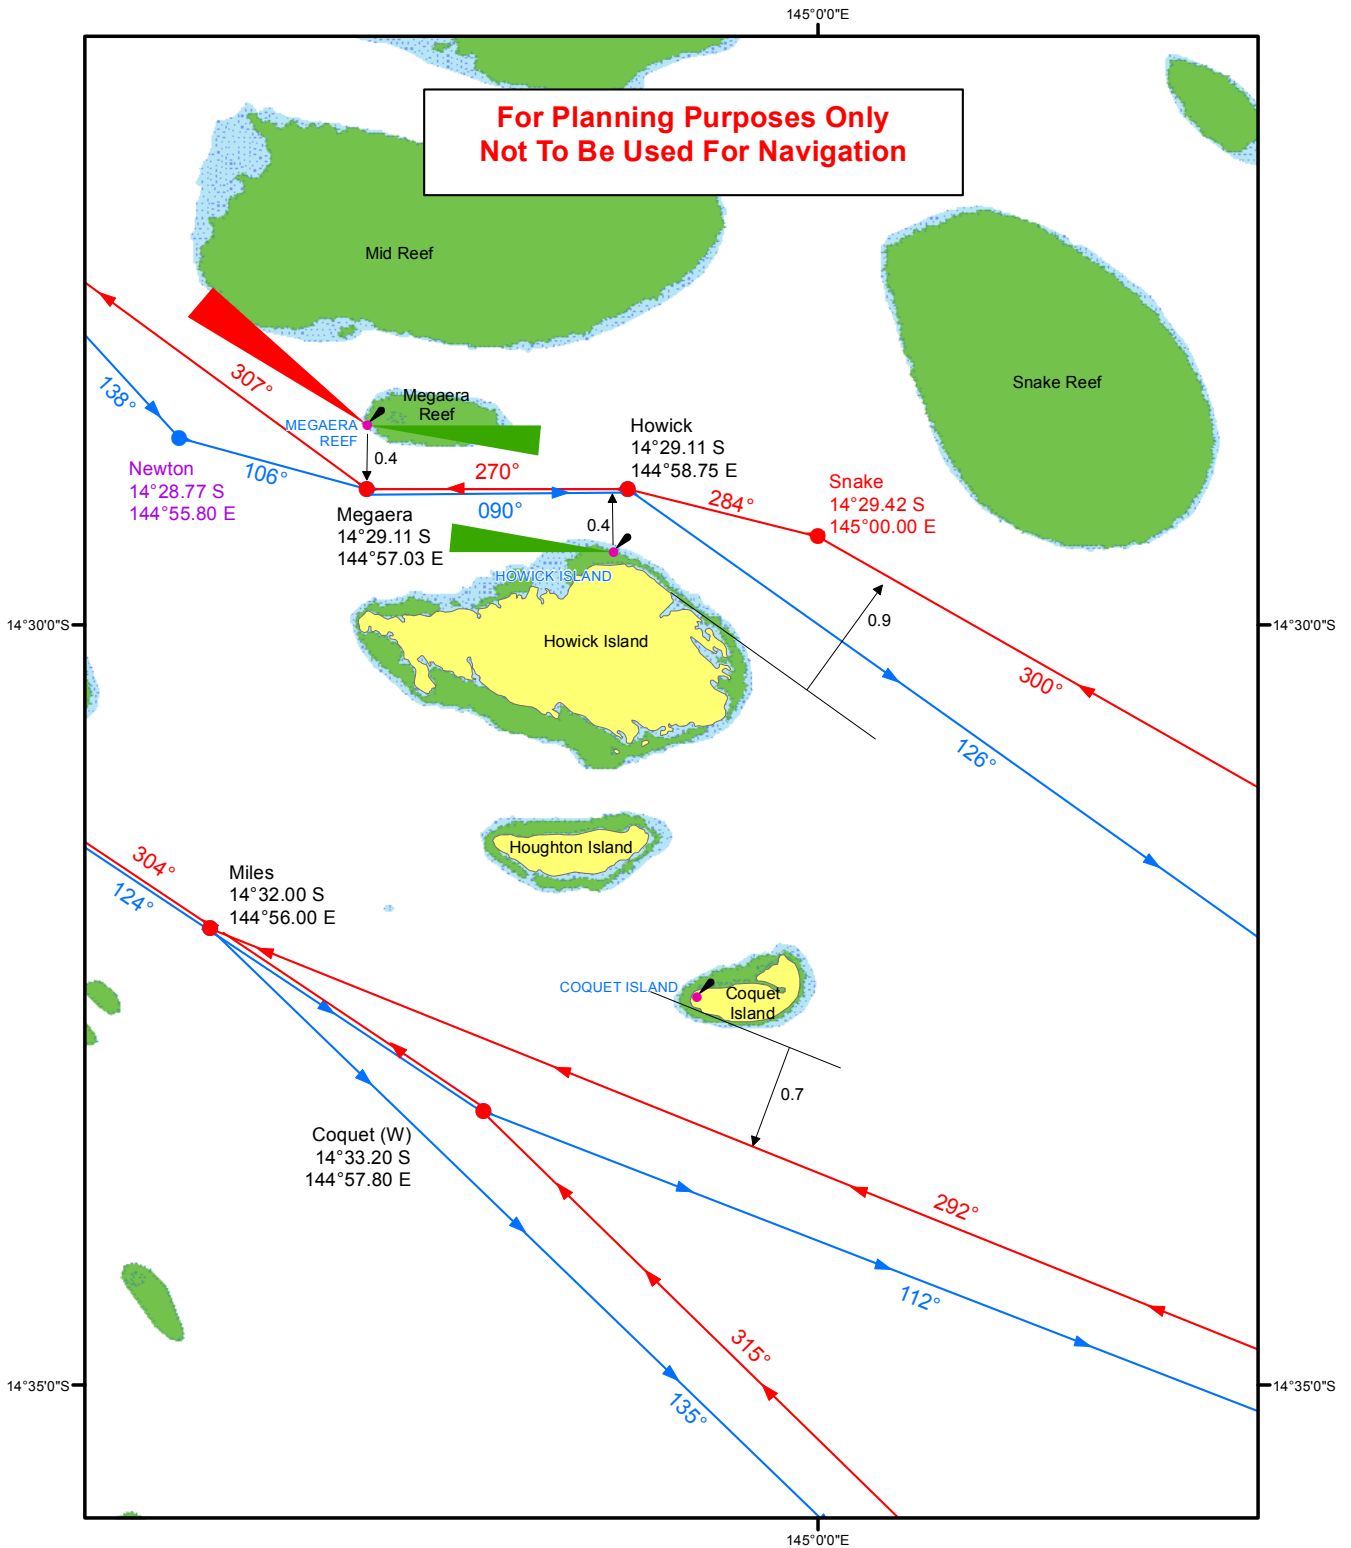 145°0'0"E
For Planning Purposes Only
Not To Be Used For Navigation
Mid Reef
Snake Reef
307°
138°
Megaera
Reef
MEGAERA
REEF
0.4
Howick
14°29.11 S
144°58.75 E
Newton
14°28.77 S
144°55.80 E
106°
270°
090°
284°
Snake
14°29.42 S
145°00.00 E
Megaera
14°29.11 S
144°57.03 E
0.4
HOWICK ISLAND
14°30'0"S
14°30'0"S
Howick Island
0.9
300°
126°
Houghton Island
304°
124°
Miles
14°32.00 S
144°56.00 E
COQUET ISLAND
Coquet
Island
0.7
Coquet (W)
14°33.20 S
144°57.80 E
292°
112°
315°
135°
14°35'0"S
14°35'0"S
145°0'0"E